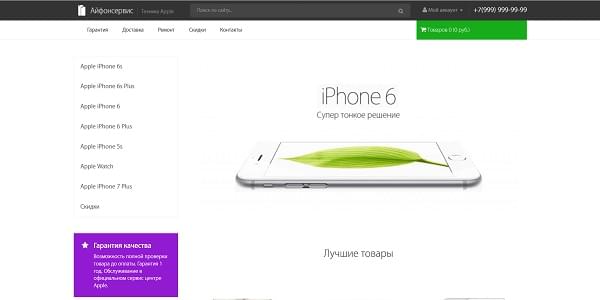 Айфонсервис Техника Apple Поиск по сайту... Мой аккаунт +7(999) 999-99-99
Гарантия Доставка Ремонт Скидки Контакты Товаров 0 (0 руб.)
Apple iPhone 6s
Apple iPhone 6s Plus
Apple iPhone 6
Apple iPhone 6 Plus
Apple iPhone 5s
Apple Watch
Apple iPhone 7 Plus
Скидки
iPhone 6
Супер тонкое решение
Гарантия качества
Возможность полной проверки
товара до оплаты. Гарантия 1
год. Обслуживание в
официальном сервис центре
Apple.
Лучшие товары